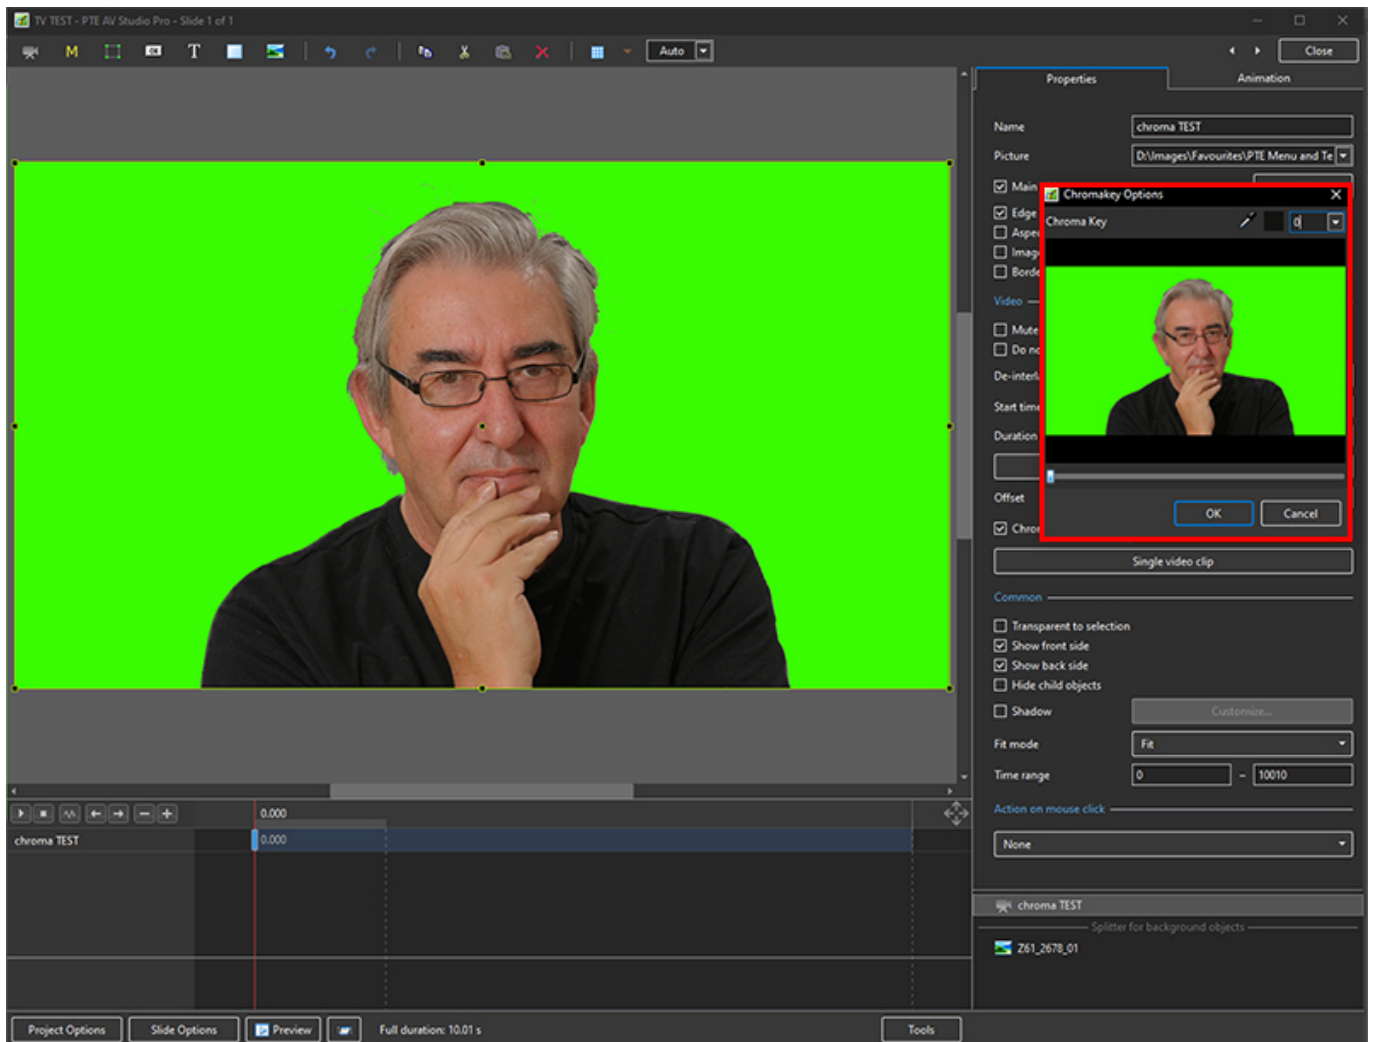 TV TEST - PTE AV Studio Pro - Slide 1 of 1
M
OK
T
Auto
Close
Properties
Animation
Name
chroma TEST
Picture
D:\Images\Favourites\PTE Menu and Te
Main
Edge
Chromakey Options
Chroma Key
0
Video
Mute
Start time
Duration
Offset
OK
Cancel
Single video clip
Common
Transparent to selection
Show front side
Show back side
Hide child objects
Shadow
Customize...
Fit mode
Fit
Time range
0
–
10010
0.000
Action on mouse click
chroma TEST
0.000
None
chroma TEST
Splitter for background objects
Z61_2678_01
Project Options
Slide Options
Preview
Full duration: 10.01 s
Tools